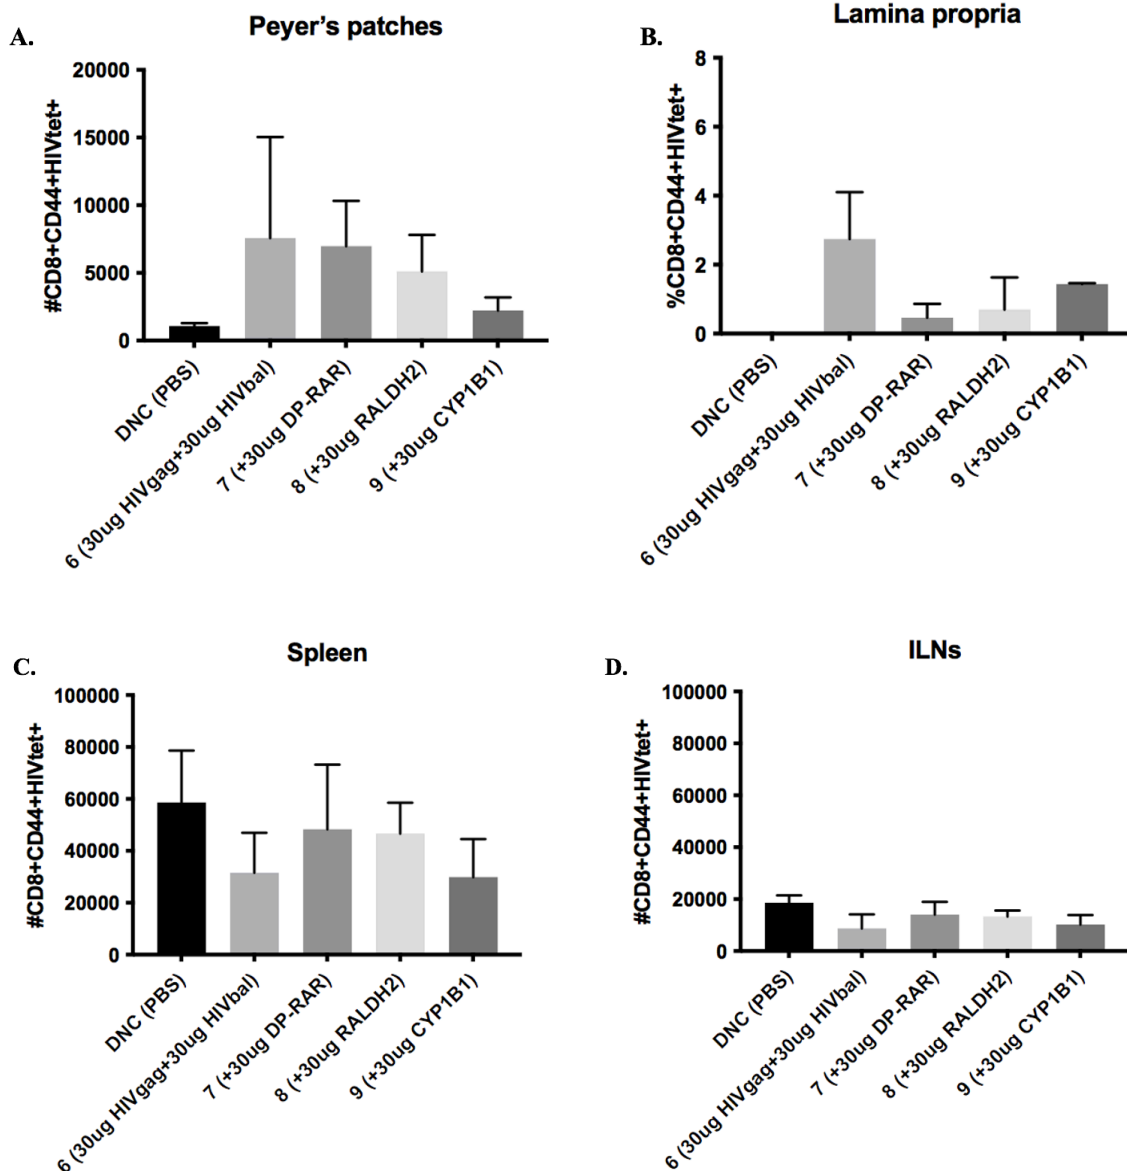 A.
Peyer's patches
#CD8+CD44+HIVtet+
20000
15000
10000
5000
0
DNC (PBS)
6 (30ug HIVgag+30ug HIVbal)
7 (+30ug DP-RAR)
8 (+30ug RALDH2)
9 (+30ug CYP1B1)
B.
Lamina propria
%CD8+CD44+HIVtet+
8
6
4
2
0
DNC (PBS)
6 (30ug HIVgag+30ug HIVbal)
7 (+30ug DP-RAR)
8 (+30ug RALDH2)
9 (+30ug CYP1B1)
C.
Spleen
#CD8+CD44+HIVtet+
100000
80000
60000
40000
20000
0
DNC (PBS)
6 (30ug HIVgag+30ug HIVbal)
7 (+30ug DP-RAR)
8 (+30ug RALDH2)
9 (+30ug CYP1B1)
D.
ILNs
#CD8+CD44+HIVtet+
100000
80000
60000
40000
20000
0
DNC (PBS)
6 (30ug HIVgag+30ug HIVbal)
7 (+30ug DP-RAR)
8 (+30ug RALDH2)
9 (+30ug CYP1B1)